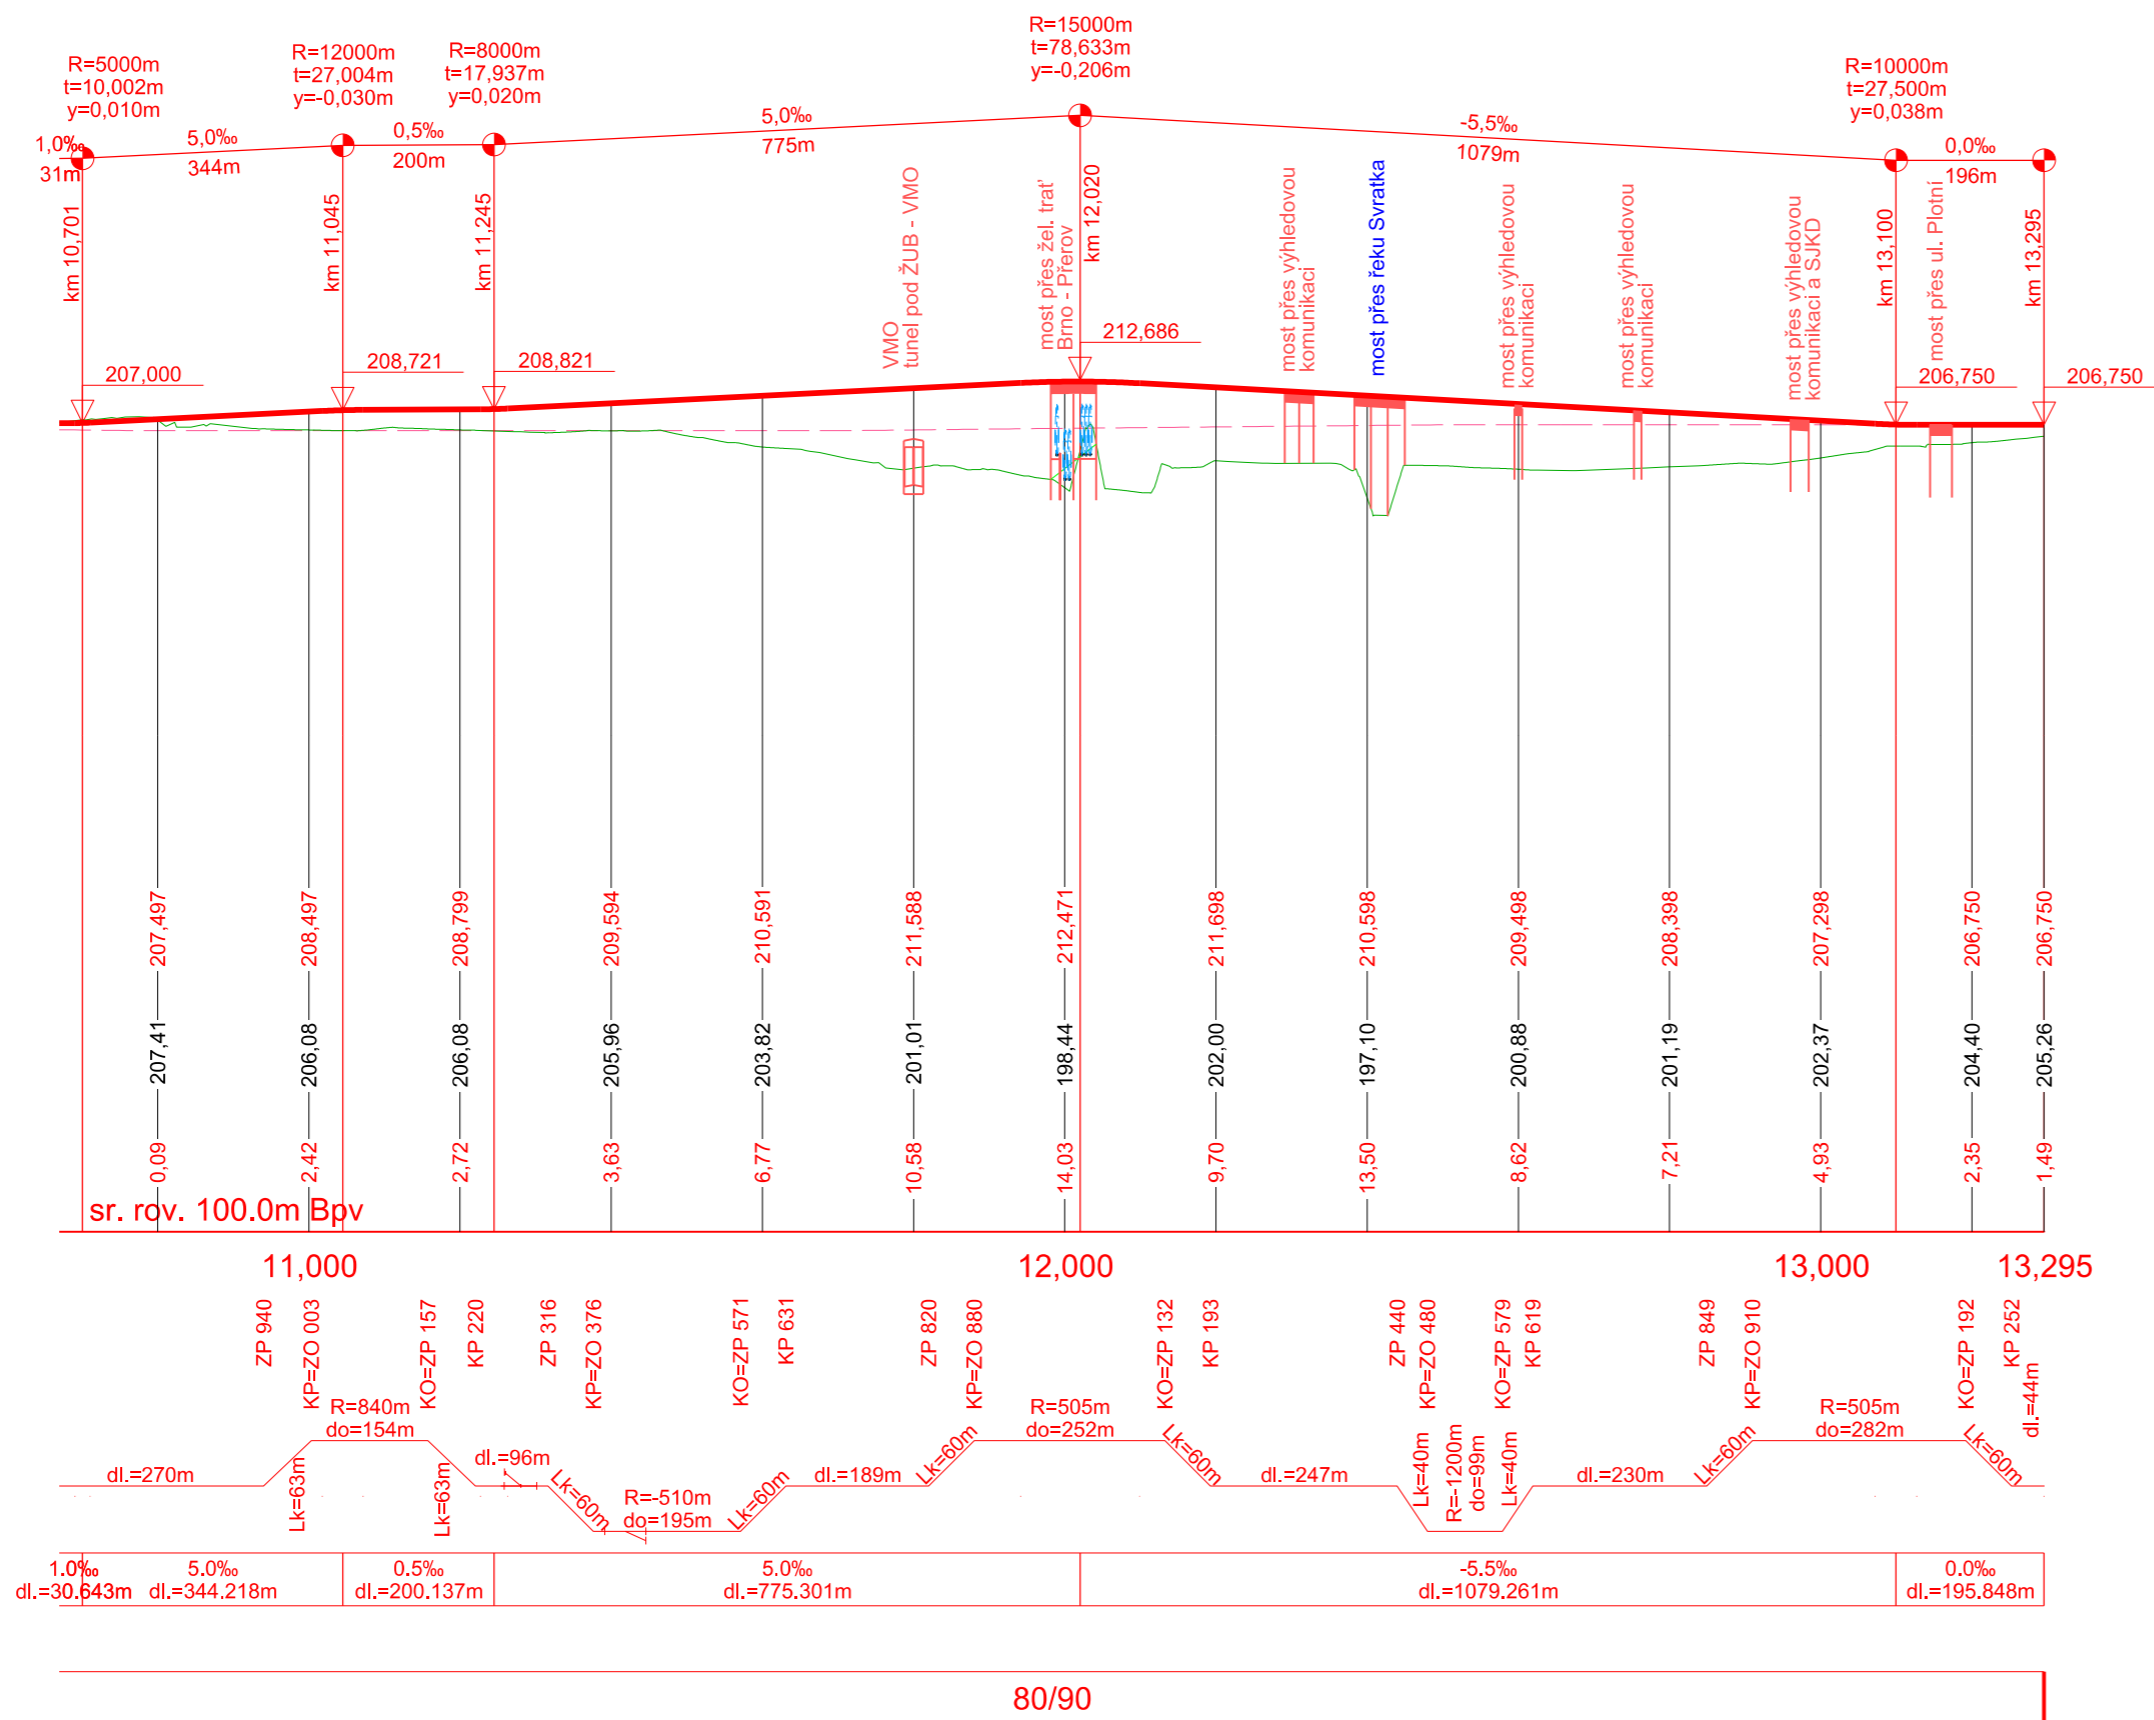 R=5000m
t=10,002m
y=0,010m
R=12000m
t=27,004m
y=-0,030m
R=8000m
t=17,937m
y=0,020m
R=15000m
t=78,633m
y=-0,206m
R=10000m
t=27,500m
y=0,038m
1,0‰
31m
5,0‰
344m
0,5‰
200m
5,0‰
775m
-5,5‰
1079m
0,0‰
196m
km 10,701
km 11,045
km 11,245
VMO
tunel pod ŽUB - VMO
most přes žel. trať
Brno - Přerov
km 12,020
most přes výhledovou
komunikaci
most přes řeku Svratka
most přes výhledovou
komunikaci
most přes výhledovou
komunikaci
most přes výhledovou
komunikaci a SJKD
km 13,100
most přes ul. Plotní
km 13,295
207,000
208,721
208,821
212,686
206,750
206,750
207,497
208,497
208,799
209,594
210,591
211,588
212,471
211,698
210,598
209,498
208,398
207,298
206,750
206,750
207,41
206,08
206,08
205,96
203,82
201,01
198,44
202,00
197,10
200,88
201,19
202,37
204,40
205,26
0,09
2,42
2,72
3,63
6,77
10,58
14,03
9,70
13,50
8,62
7,21
4,93
2,35
1,49
sr. rov. 100.0m Bpv
11,000
12,000
13,000
13,295
ZP 940
KP=ZO 003
KO=ZP 157
KP 220
ZP 316
KP=ZO 376
KO=ZP 571
KP 631
ZP 820
KP=ZO 880
KO=ZP 132
KP 193
ZP 440
KP=ZO 480
KO=ZP 579
KP 619
ZP 849
KP=ZO 910
KO=ZP 192
KP 252
dl.=44m
dl.=270m
Lk=63m
R=840m
do=154m
Lk=63m
dl.=96m
Lk=60m
R=-510m
do=195m
Lk=60m
dl.=189m
Lk=60m
R=505m
do=252m
Lk=60m
dl.=247m
Lk=40m
R=-1200m
do=99m
Lk=40m
dl.=230m
Lk=60m
R=505m
do=282m
Lk=60m
1.0‰
dl.=30.643m
5.0‰
dl.=344.218m
0.5‰
dl.=200.137m
5.0‰
dl.=775.301m
-5.5‰
dl.=1079.261m
0.0‰
dl.=195.848m
80/90